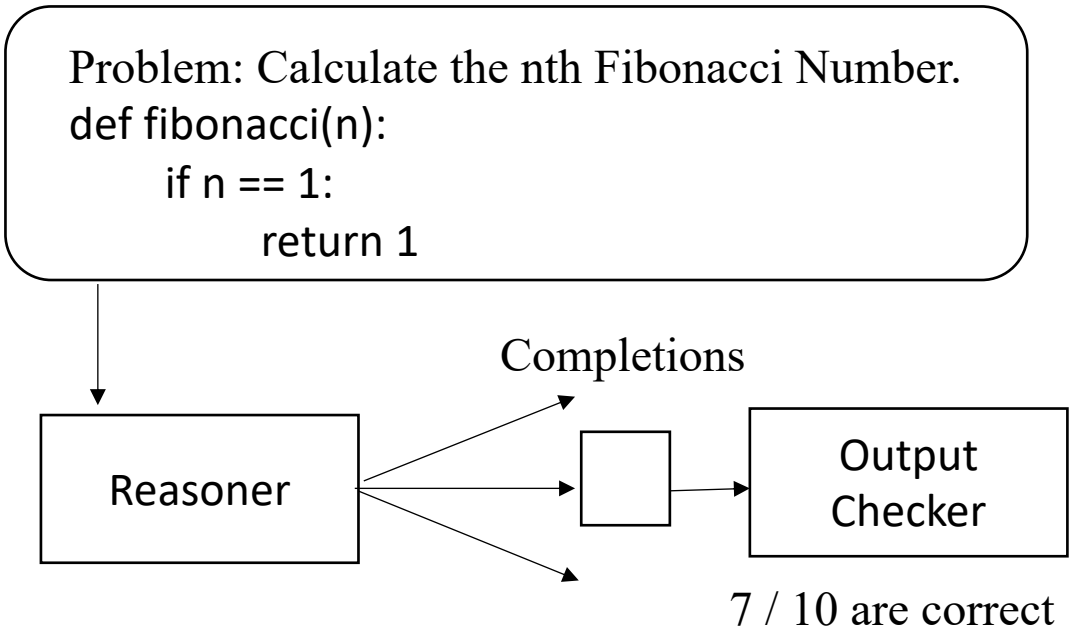 Problem: Calculate the nth Fibonacci Number.
def fibonacci(n):
if n == 1:
return 1
Completions
Reasoner
Output
Checker
7 / 10 are correct